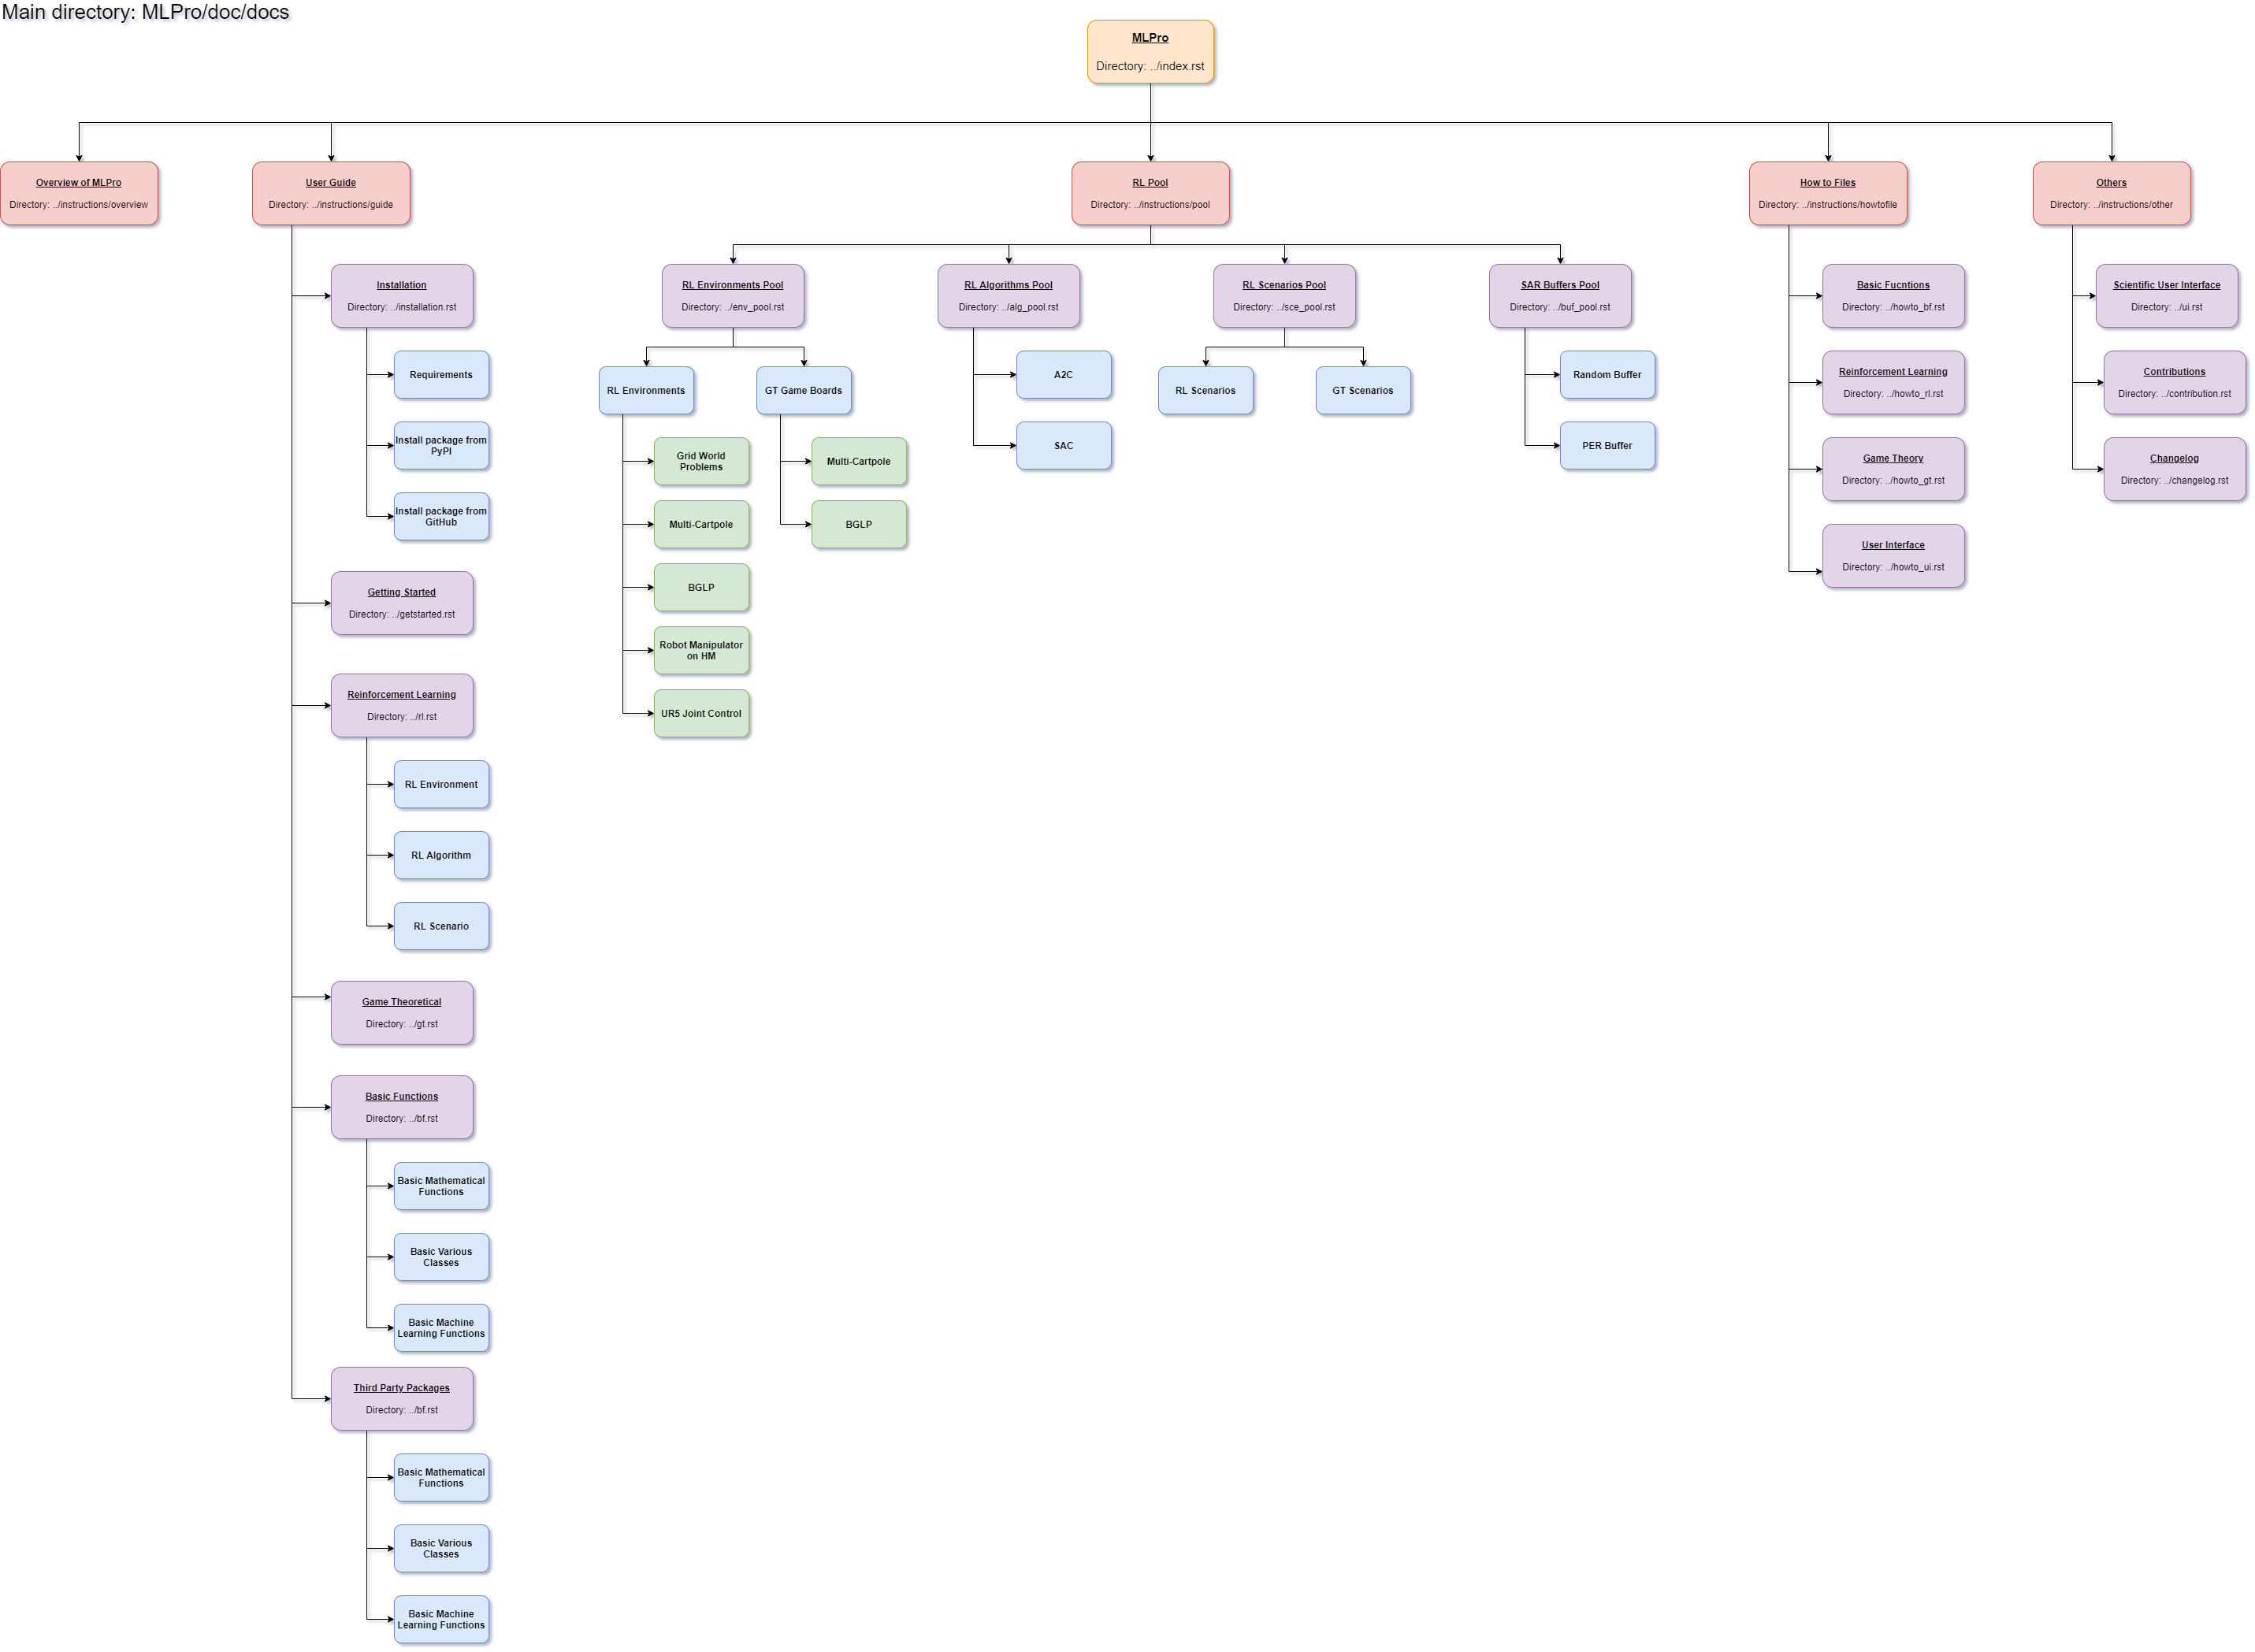 Main directory: MLPro/doc/docs
MLPro
Directory: ../index.rst
Overview of MLPro
Directory: ../instructions/overview
User Guide
Directory: ../instructions/guide
RL Pool
Directory: ../instructions/pool
How to Files
Directory: ../instructions/howtofile
Others
Directory: ../instructions/other
Installation
Directory: ../installation.rst
Requirements
Install package from
PyPI
Install package from
GitHub
Getting Started
Directory: ../getstarted.rst
Reinforcement Learning
Directory: ../rl.rst
RL Environment
RL Algorithm
RL Scenario
Game Theoretical
Directory: ../gt.rst
Basic Functions
Directory: ../bf.rst
Basic Mathematical
Functions
Basic Various
Classes
Basic Machine
Learning Functions
Third Party Packages
Directory: ../bf.rst
Basic Mathematical
Functions
Basic Various
Classes
Basic Machine
Learning Functions
RL Environments Pool
Directory: ../env_pool.rst
RL Environments
Grid World
Problems
Multi-Cartpole
BGLP
Robot Manipulator
on HM
UR5 Joint Control
GT Game Boards
Multi-Cartpole
BGLP
RL Algorithms Pool
Directory: ../alg_pool.rst
A2C
SAC
RL Scenarios Pool
Directory: ../sce_pool.rst
RL Scenarios
GT Scenarios
SAR Buffers Pool
Directory: ../buf_pool.rst
Random Buffer
PER Buffer
Basic Fucntions
Directory: ../howto_bf.rst
Reinforcement Learning
Directory: ../howto_rl.rst
Game Theory
Directory: ../howto_gt.rst
User Interface
Directory: ../howto_ui.rst
Scientific User Interface
Directory: ../ui.rst
Contributions
Directory: ../contribution.rst
Changelog
Directory: ../changelog.rst